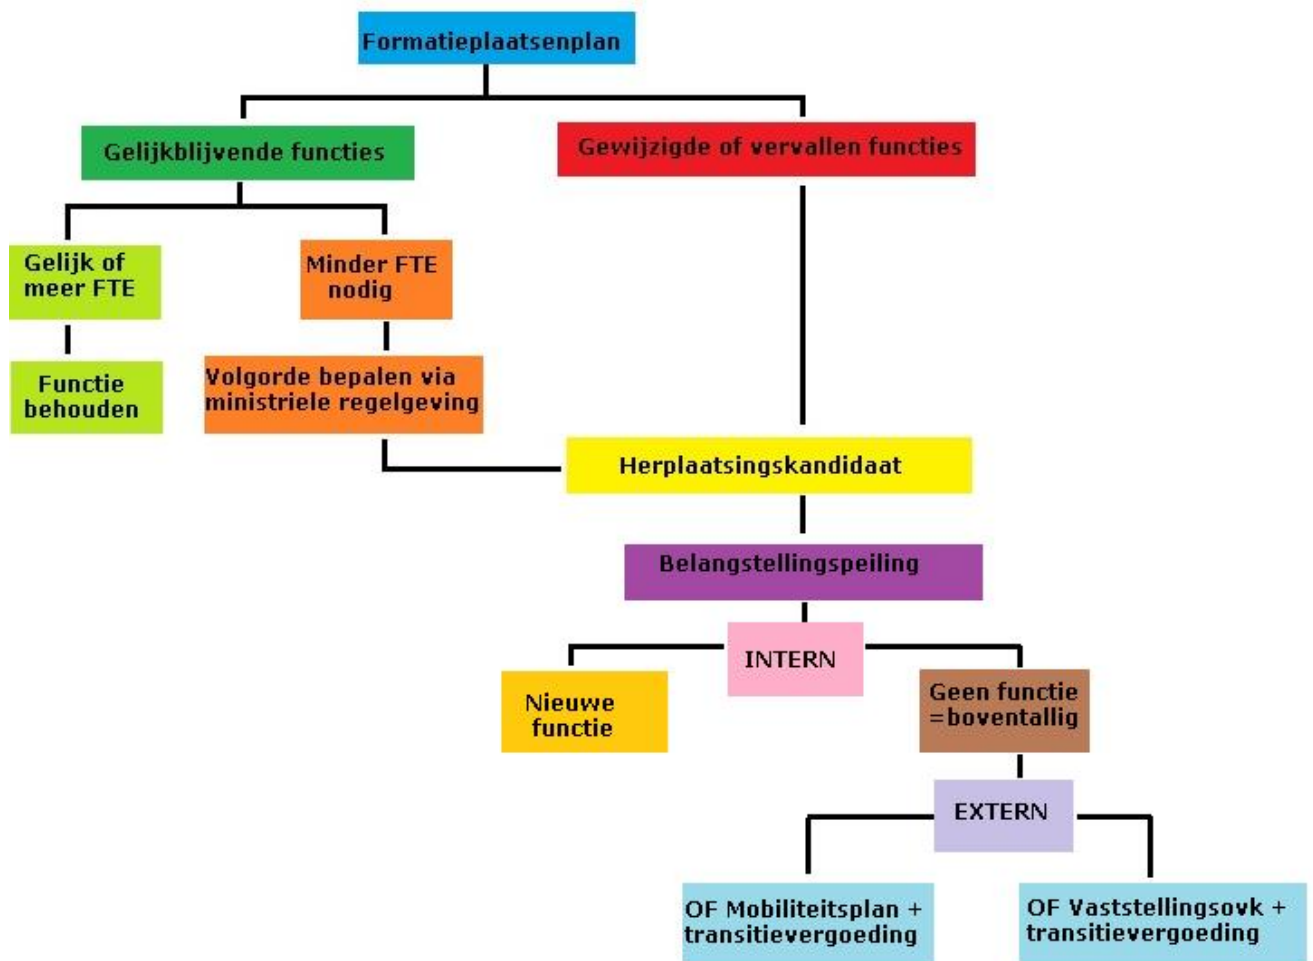 Formatieplaatsenplan
Gelijkblijvende functies
Gewijzigde of vervallen functies
Gelijk of
meer FTE
Minder FTE
nodig
Functie
behouden
Volgorde bepalen via
ministriele regelgeving
Herplaatsingskandidaat
Belangstellingspeiling
INTERN
Nieuwe
functie
Geen functie
=boventallig
EXTERN
OF Mobiliteitsplan +
transitievergoeding
OF Vaststellingsovk +
transitievergoeding